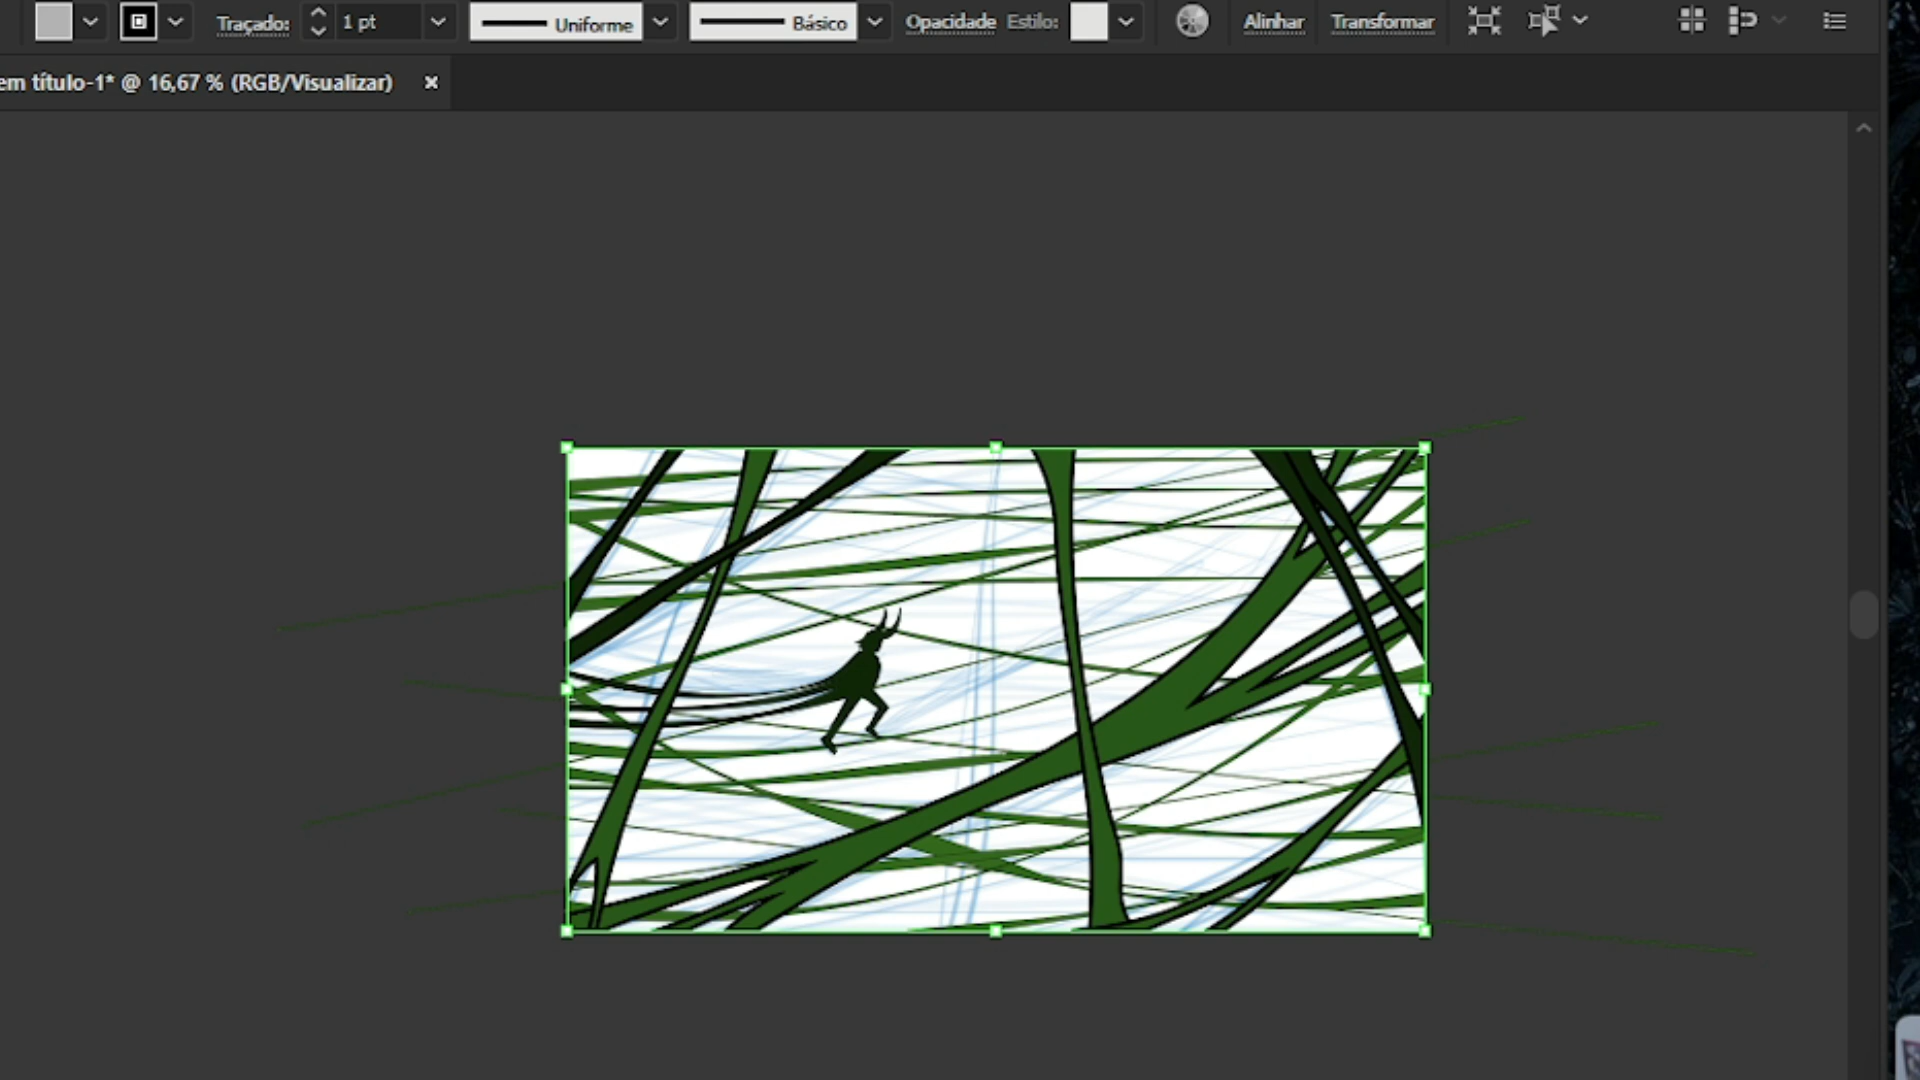 Traçado: 1 pt Uniforme Básico Opacidade Estilo: Alinhar Transformar
em título-1* @ 16,67 % (RGB/Visualizar) ×